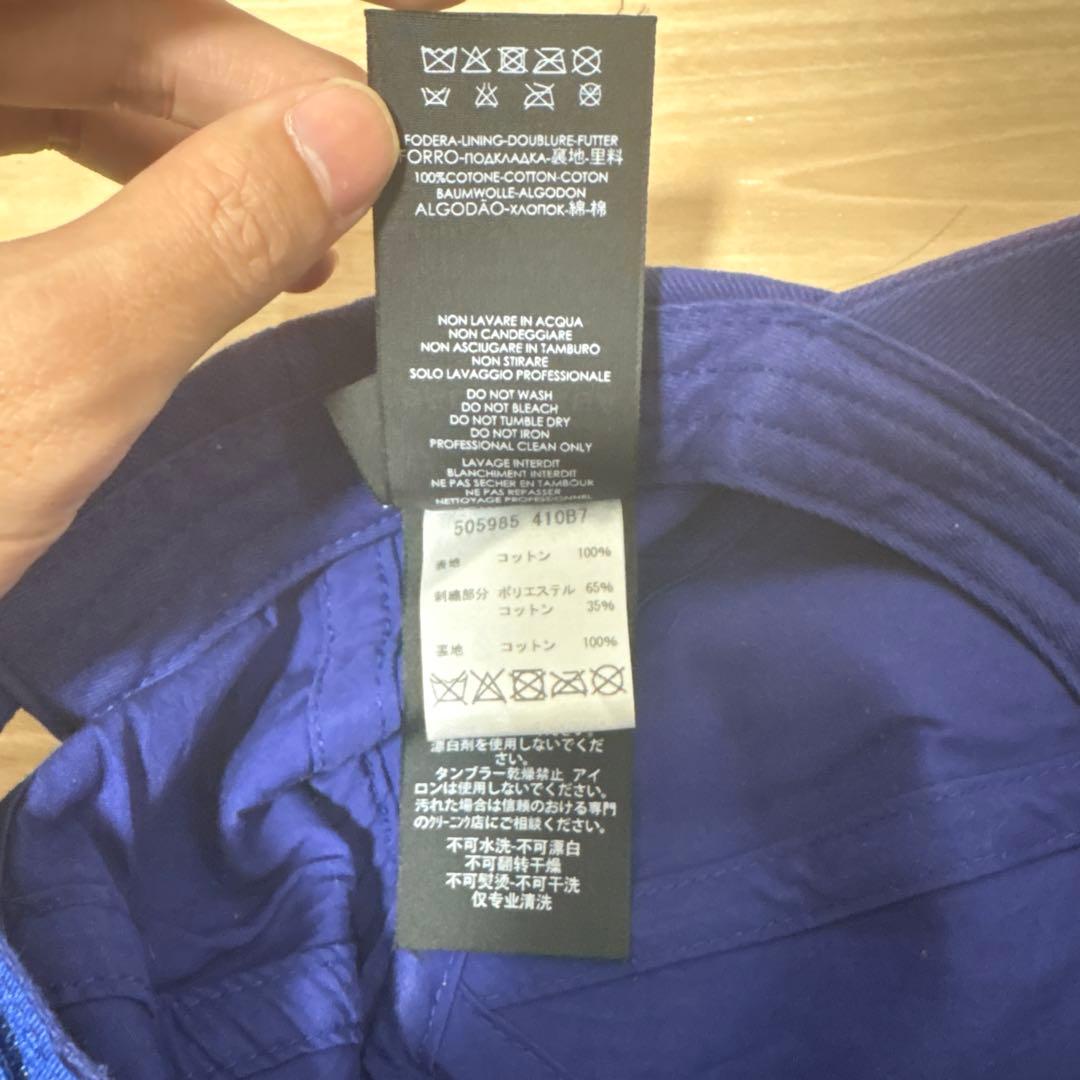 FODERA-LINING-DOUBLURE-FUTTER
FORRO-ПОДКЛАДКА-裏地-里料
100%COTONE-COTTON-COTON
BAUMWOLLE-ALGODON
ALGODÃO-ХЛОПОК-綿-棉
NON LAVARE IN ACQUA
NON CANDEGGIARE
NON ASCIUGARE IN TAMBURO
NON STIRARE
SOLO LAVAGGIO PROFESSIONALE
DO NOT WASH
DO NOT BLEACH
DO NOT TUMBLE DRY
DO NOT IRON
PROFESSIONAL CLEAN ONLY
LAVAGE INTERDIT
BLANCHIMENT INTERDIT
NE PAS SECHER EN TAMBOUR
NE PAS REPASSER
NETTOYAGE PROFESSIONNEL
505985 410B7
表地 コットン 100%
刺繍部分 ポリエステル 65%
コットン 35%
裏地 コットン 100%
漂白剤を使用しないでくだ
さい。
タンブラー乾燥禁止 アイ
ロンは使用しないでください。
汚れた場合は信頼のおける専門
のクリーニング店にご相談ください。
不可水洗-不可漂白
不可翻转干燥
不可熨烫-不可干洗
仅专业清洗